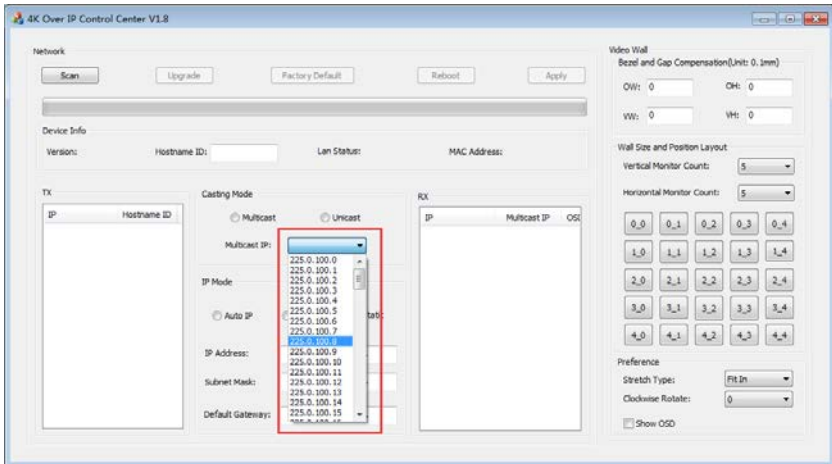 4K Over IP Control Center V1.8
Network
Scan
Upgrade
Factory Default
Reboot
Apply
Device Info
Version:
Hostname ID:
Lan Status:
MAC Address:
TX
IP Hostname ID
Casting Mode
Multicast
Unicast
Multicast IP:
225.0.100.0
225.0.100.1
225.0.100.2
225.0.100.3
225.0.100.4
225.0.100.5
225.0.100.6
225.0.100.7
225.0.100.8
225.0.100.9
225.0.100.10
225.0.100.11
225.0.100.12
225.0.100.13
225.0.100.14
225.0.100.15
IP Mode
Auto IP
IP Address:
Subnet Mask:
Default Gateway:
RX
IP Multicast IP OSD
Video Wall
Bezel and Gap Compensation(Unit: 0.1mm)
OW: 0 OH: 0
VW: 0 VH: 0
Wall Size and Position Layout
Vertical Monitor Count: 5
Horizontal Monitor Count: 5
0_0 0_1 0_2 0_3 0_4
1_0 1_1 1_2 1_3 1_4
2_0 2_1 2_2 2_3 2_4
3_0 3_1 3_2 3_3 3_4
4_0 4_1 4_2 4_3 4_4
Preference
Stretch Type: Fit In
Clockwise Rotate: 0
Show OSD